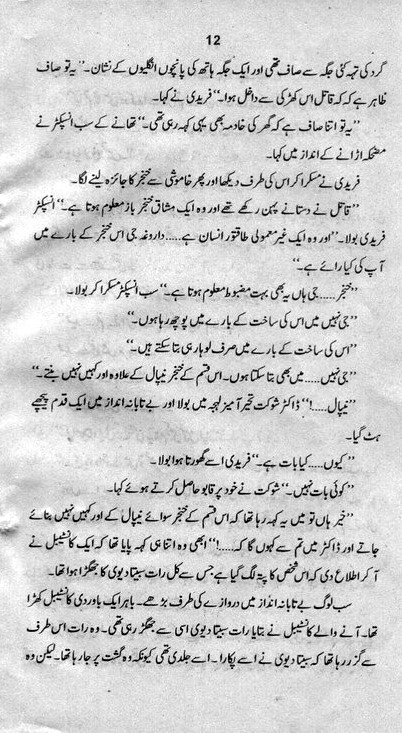 12
گرد کی تہہ کئی جگہ سے صاف تھی اور ایک جگہ ہاتھ کی پانچوں انگلیوں کے نشان۔’’یہ تو صاف
ظاہر ہے کہ کہ قاتل اس کھڑکی سے داخل ہوا۔‘‘ فریدی نے کہا۔
’’یہ تو اتنا صاف ہے کہ گھر کی خادمہ بھی یہی کہہ رہی تھی۔‘‘ تھانے کے سب انسپکٹر نے
مضحکہ اڑانے کے انداز میں کہا۔
فریدی نے مسکرا کر اس کی طرف دیکھا اور پھر خاموشی سے خنجر کا جائزہ لینے لگا۔
’’قاتل نے دستانے پہن رکھے تھے اور وہ ایک مشاق خنجر باز معلوم ہوتا ہے۔‘‘ انسپکٹر
فریدی بولا۔’’اور وہ ایک غیر معمولی طاقتور انسان ہے.....داروغہ جی اس خنجر کے بارے میں
آپ کی کیا رائے ہے۔‘‘
’’خنجر.....جی ہاں یہ بھی بہت مضبوط معلوم ہوتا ہے۔‘‘ سب انسپکٹر مسکرا کر بولا۔
’’جی نہیں میں اس کی ساخت کے بارے میں پوچھ رہا ہوں۔‘‘
’’اس کی ساخت کے بارے میں صرف لوہار ہی بتا سکتے ہیں۔‘‘
’’جی نہیں.....میں بھی بتا سکتا ہوں۔ اس قسم کے خنجر نیپال کے علاوہ اور کہیں نہیں بنتے۔‘‘
’’نیپال.....!‘‘ ڈاکٹر شوکت تحیر آمیز لہجہ میں بولا اور بے تابانہ انداز میں ایک قدم پیچھے
ہٹ گیا۔
’’کیوں.....کیا بات ہے۔‘‘ فریدی اسے گھورتا ہوا بولا۔
’’کوئی بات نہیں۔‘‘ شوکت نے خود پر قابو حاصل کرتے ہوئے کہا۔
’’خیر ہاں تو میں یہ کہہ رہا تھا کہ اس قسم کے خنجر سوائے نیپال کے اور کہیں نہیں بنائے
جاتے اور ڈاکٹر میں تم سے کہوں گا کہ.....!‘‘ ابھی وہ اتنا ہی کہہ پایا تھا کہ ایک کانسٹیبل نے
آ کر اطلاع دی کہ اس شخص کا پتہ لگ گیا ہے جس سے کل رات سیتا دیوی کا جھگڑا ہوا تھا۔
سب لوگ بے تابانہ انداز میں دروازے کی طرف بڑھے۔ باہر ایک باوردی کانسٹیبل کھڑا
تھا۔ آنے والے کانسٹیبل نے بتایا رات سیتا دیوی اسی سے جھگڑ رہی تھی۔ وہ رات اس طرف
سے گزر رہا تھا کہ سیتا دیوی نے اسے پکارا۔ اسے جلدی تھی کیونکہ وہ گشت پر جا رہا تھا۔ لیکن وہ